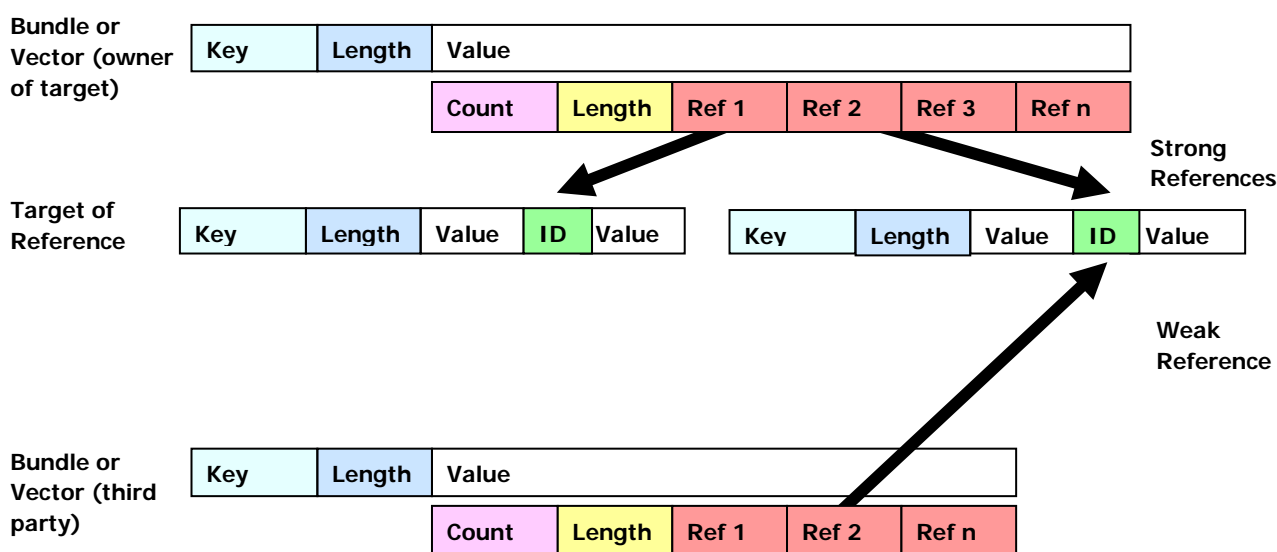 Bundle or
Vector (owner
of target)
Key Length Value
Count Length Ref 1 Ref 2 Ref 3 Ref n
Strong
References
Target of
Reference
Key Length Value ID Value
Key Length Value ID Value
Weak
Reference
Bundle or
Vector (third
party)
Key Length Value
Count Length Ref 1 Ref 2 Ref n